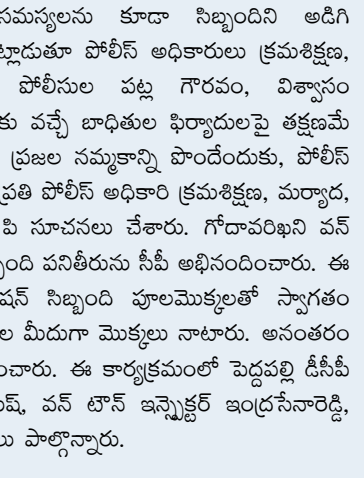 సమస్యలను కూడా సిబ్బందిని అడిగి
ట్లాడుతూ పోలీస్ అధికారులు క్రమశిక్షణ,
పోలీసుల పట్ల గౌరవం, విశ్వాసం
కు వచ్చే బాధితుల ఫిర్యాదులపై తక్షణమే
ప్రజల నమ్మకాన్ని పొందేందుకు, పోలీస్
ప్రతి పోలీస్ అధికారి క్రమశిక్షణ, మర్యాద,
పి సూచనలు చేశారు. గోదావరిఖని వన్
బ్బంది పనితీరును సీపీ అభినందించారు. ఈ
షన్ సిబ్బంది పూలమొక్కలతో స్వాగతం
ల మీదుగా మొక్కలు నాటారు. అనంతరం
ంచారు. ఈ కార్యక్రమంలో పెద్దపల్లి డీసీపీ
ష్, వన్ టౌన్ ఇన్స్పెక్టర్ ఇంద్రసేనారెడ్డి,
లు పాల్గొన్నారు.